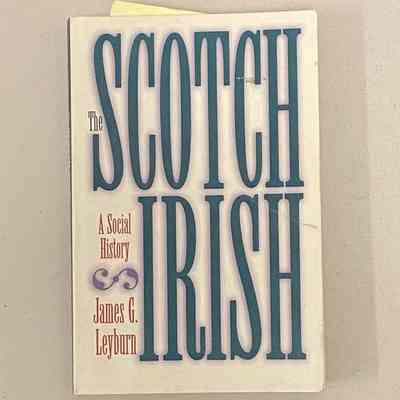 The
SCOTCH
IRISH
A Social
History
James G.
Leyburn